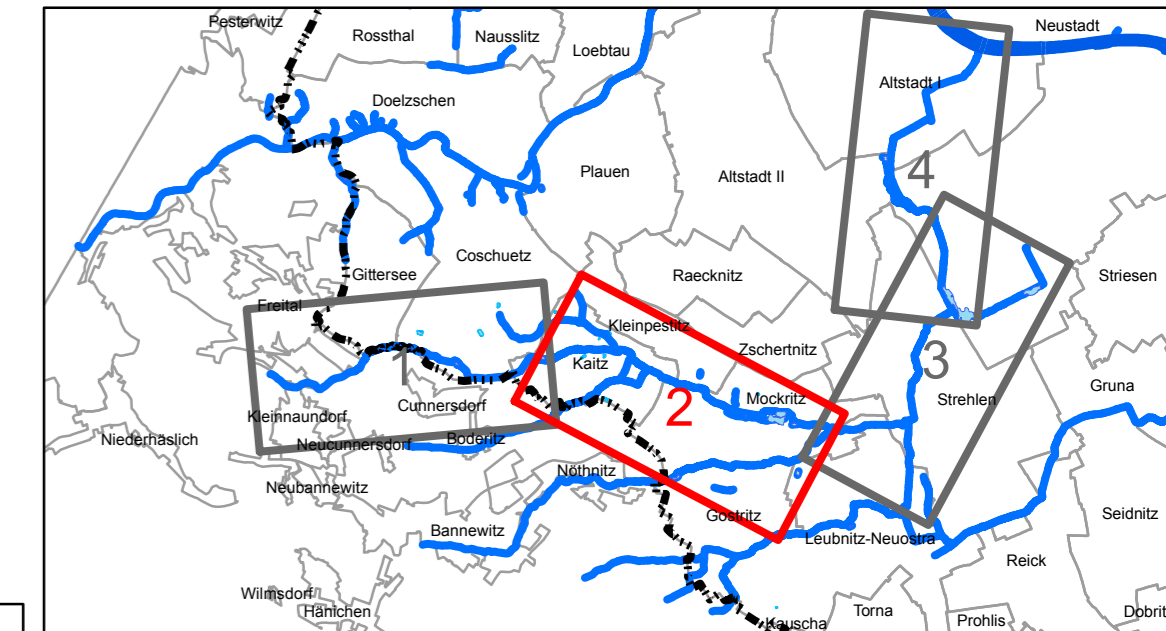 Pesterwitz
Rossthal
Nausslitz
Loebtau
Neustadt
Altstadt I
Doelzschen
Plauen
Altstadt II
4
Coschuetz
Gittersee
Raecknitz
Striesen
Freital
Kleinpestitz
Zschertnitz
Kaitz
1
3
Gruna
Cunnersdorf
2
Mockritz
Strehlen
Kleinnaundorf
Niederhäslich
Neucunnersdorf
Boderitz
Nöthnitz
Neubannewitz
Gostritz
Seidnitz
Bannewitz
Leubnitz-Neuostra
Reick
Wilmsdorf
Hänichen
Torna
Prohlis
Dobrit
Kauscha